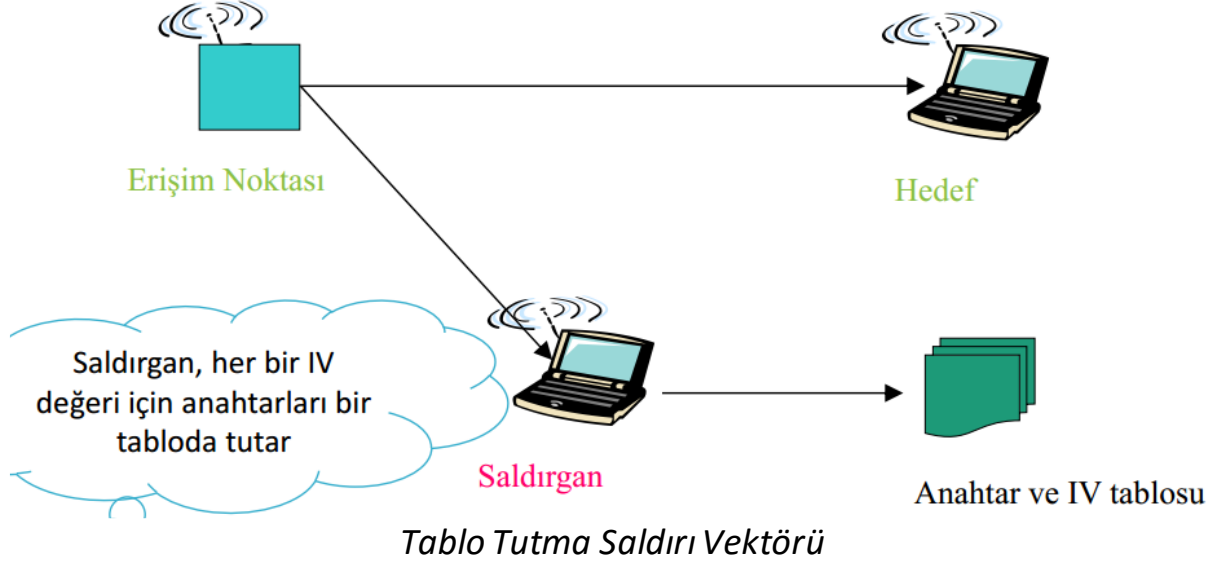 Erişim Noktası
Hedef
Saldırgan, her bir IV
değeri için anahtarları bir
tabloda tutar
Saldırgan
Anahtar ve IV tablosu
Tablo Tutma Saldırı Vektörü